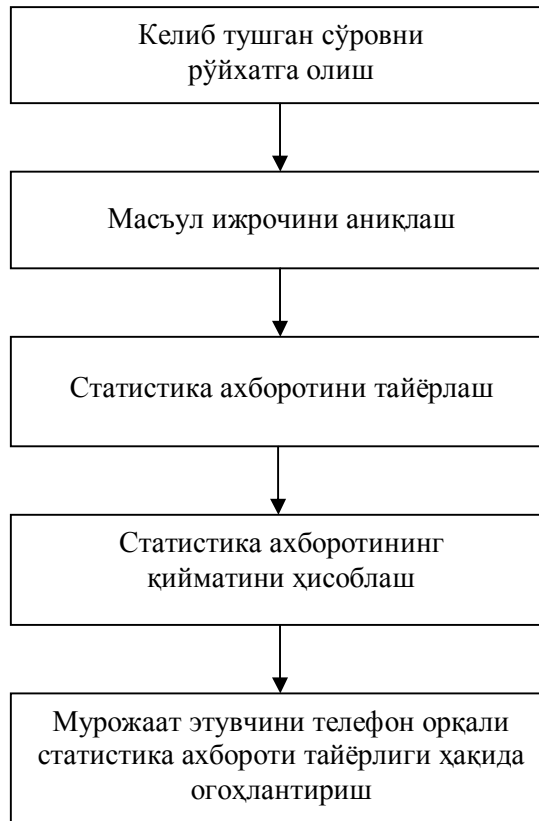 Келиб тушган сўровни
рўйхатга олиш
Масъул ижрочини аниқлаш
Статистика ахборотини тайёрлаш
Статистика ахборотининг
қийматини ҳисоблаш
Мурожаат этувчини телефон орқали
статистика ахбороти тайёрлиги ҳақида
огоҳлантириш